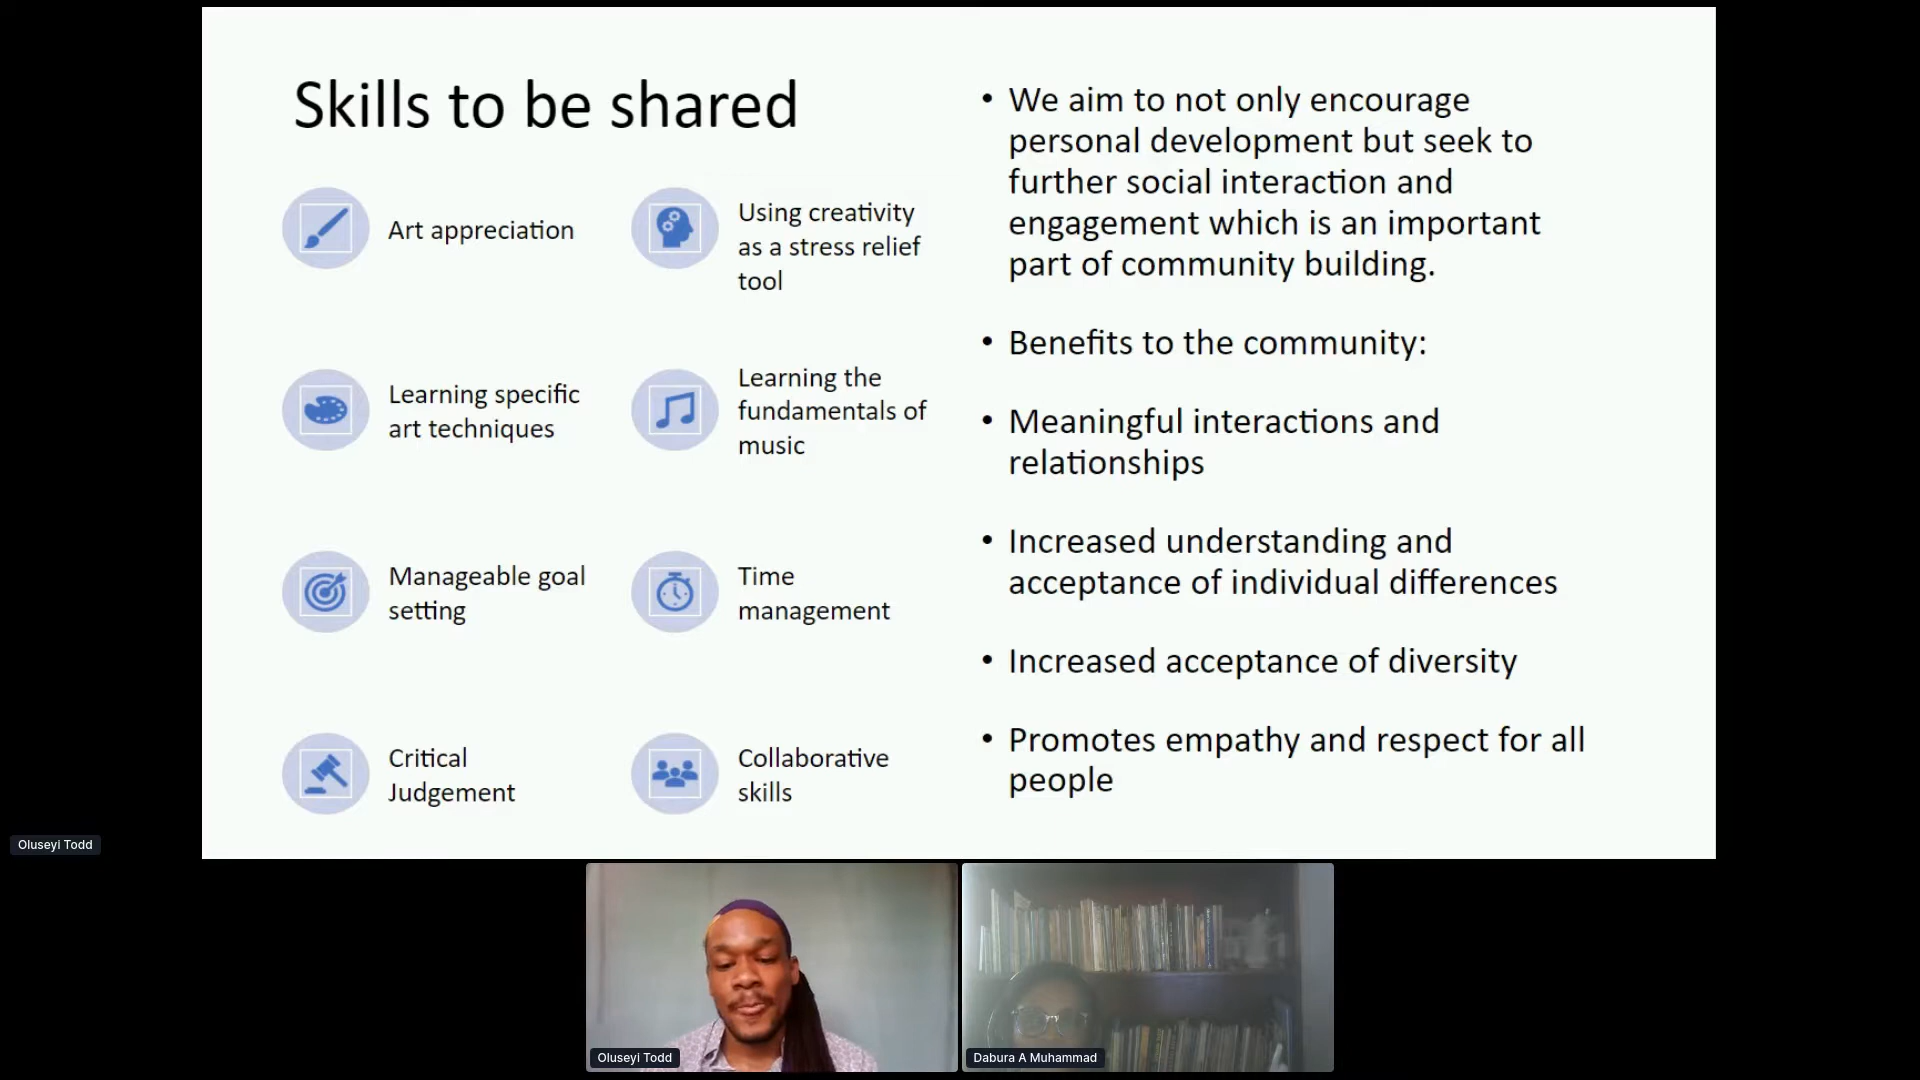 Skills to be shared
Art appreciation
Using creativity
as a stress relief
tool
Learning specific
art techniques
Learning the
fundamentals of
music
Manageable goal
setting
Time
management
Critical
Judgement
Collaborative
skills
• We aim to not only encourage
personal development but seek to
further social interaction and
engagement which is an important
part of community building.
• Benefits to the community:
• Meaningful interactions and
relationships
• Increased understanding and
acceptance of individual differences
• Increased acceptance of diversity
• Promotes empathy and respect for all
people
Oluseyi Todd
Oluseyi Todd
Dabura A Muhammad